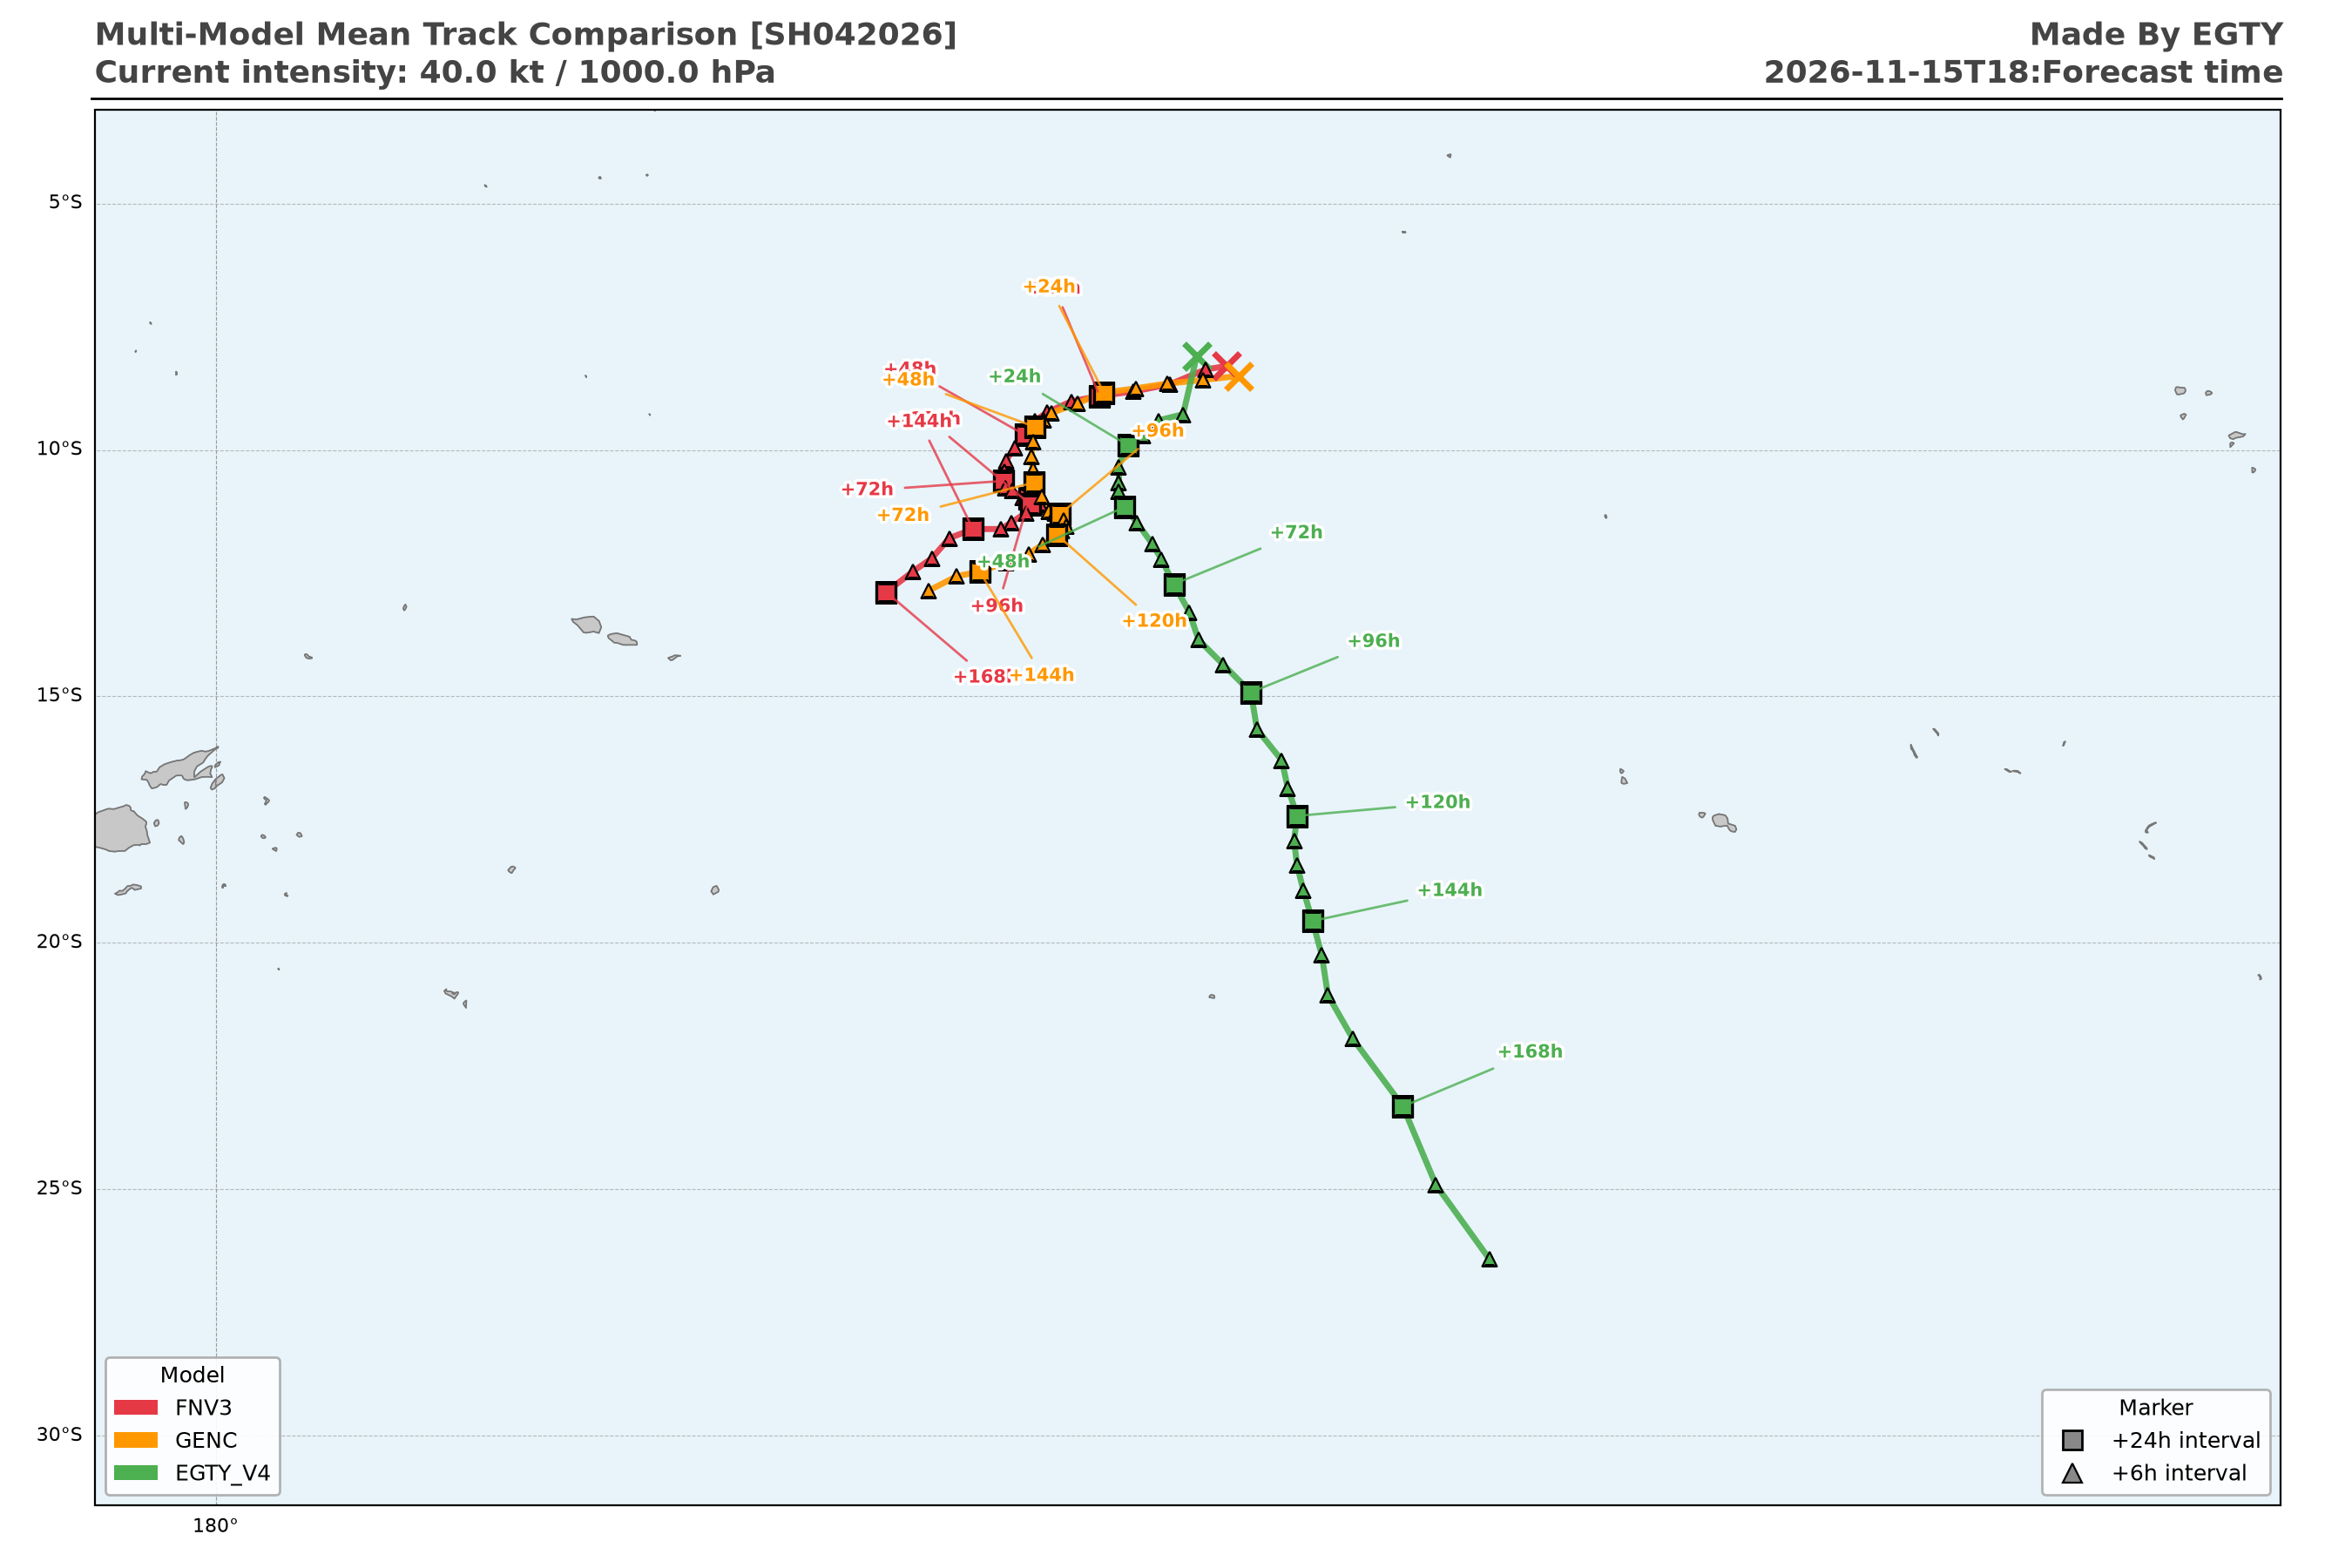 Multi-Model Mean Track Comparison [SH042026]
Current intensity: 40.0 kt / 1000.0 hPa
Made By EGTY
2026-11-15T18:Forecast time
5°S
10°S
15°S
20°S
25°S
30°S
180°
+24h
+48h
+48h
+24h
+144h
+96h
+72h
+72h
+72h
+48h
+96h
+120h
+96h
+168h
+144h
+120h
+144h
+168h
Model
FNV3
GENC
EGTY_V4
Marker
+24h interval
+6h interval